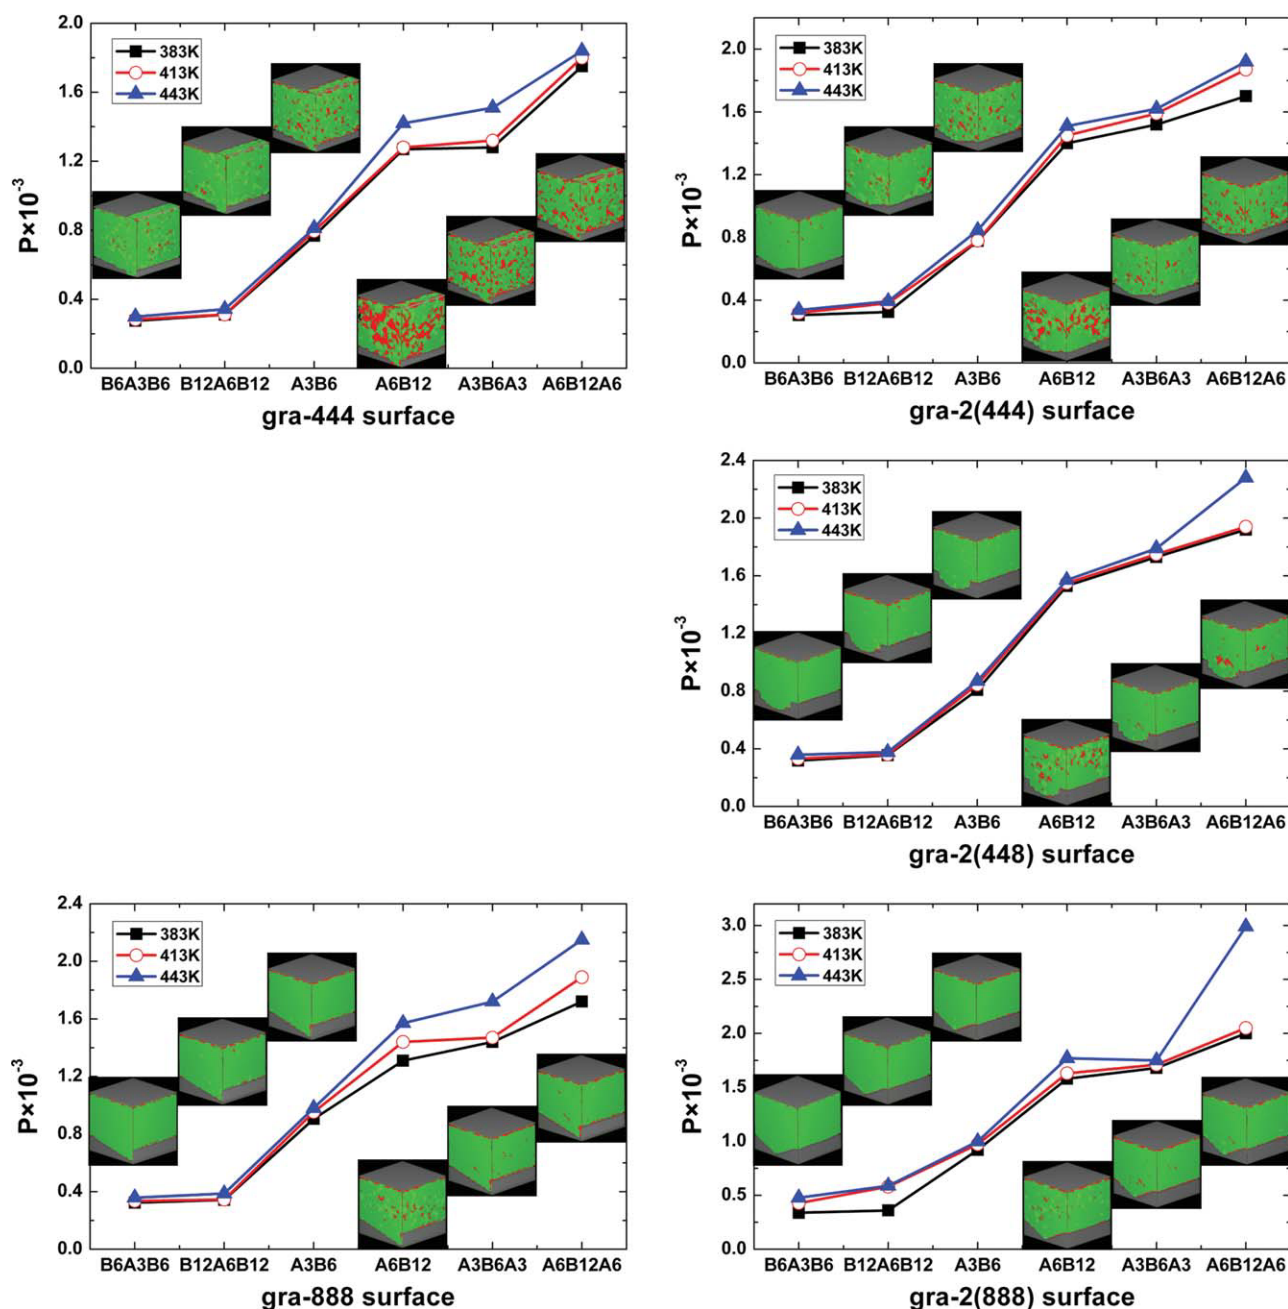 2.0
1.6
1.2
0.8
0.4
0.0
P×10⁻³
383K
413K
443K
B6A3B6 B12A6B12 A3B6 A6B12 A3B6A3 A6B12A6
gra-444 surface
2.0
1.6
1.2
0.8
0.4
0.0
P×10⁻³
383K
413K
443K
B6A3B6 B12A6B12 A3B6 A6B12 A3B6A3 A6B12A6
gra-2(444) surface
2.4
2.0
1.6
1.2
0.8
0.4
0.0
P×10⁻³
383K
413K
443K
B6A3B6 B12A6B12 A3B6 A6B12 A3B6A3 A6B12A6
gra-2(448) surface
2.4
2.0
1.6
1.2
0.8
0.4
0.0
P×10⁻³
383K
413K
443K
B6A3B6 B12A6B12 A3B6 A6B12 A3B6A3 A6B12A6
gra-888 surface
3.0
2.5
2.0
1.5
1.0
0.5
0.0
P×10⁻³
383K
413K
443K
B6A3B6 B12A6B12 A3B6 A6B12 A3B6A3 A6B12A6
gra-2(888) surface